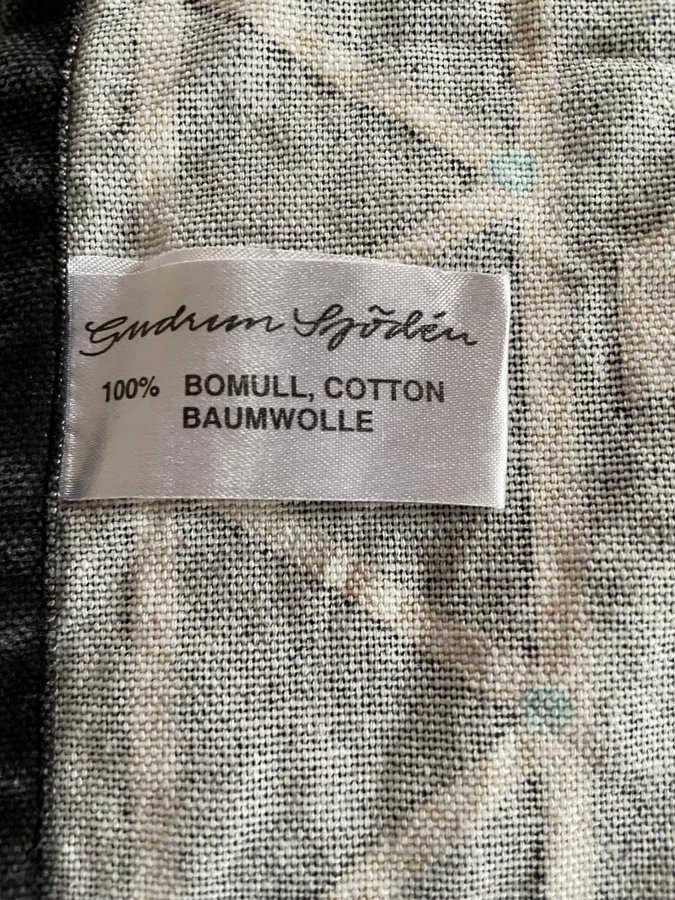 Gudrun Sjödén
100% BOMULL, COTTON
BAUMWOLLE